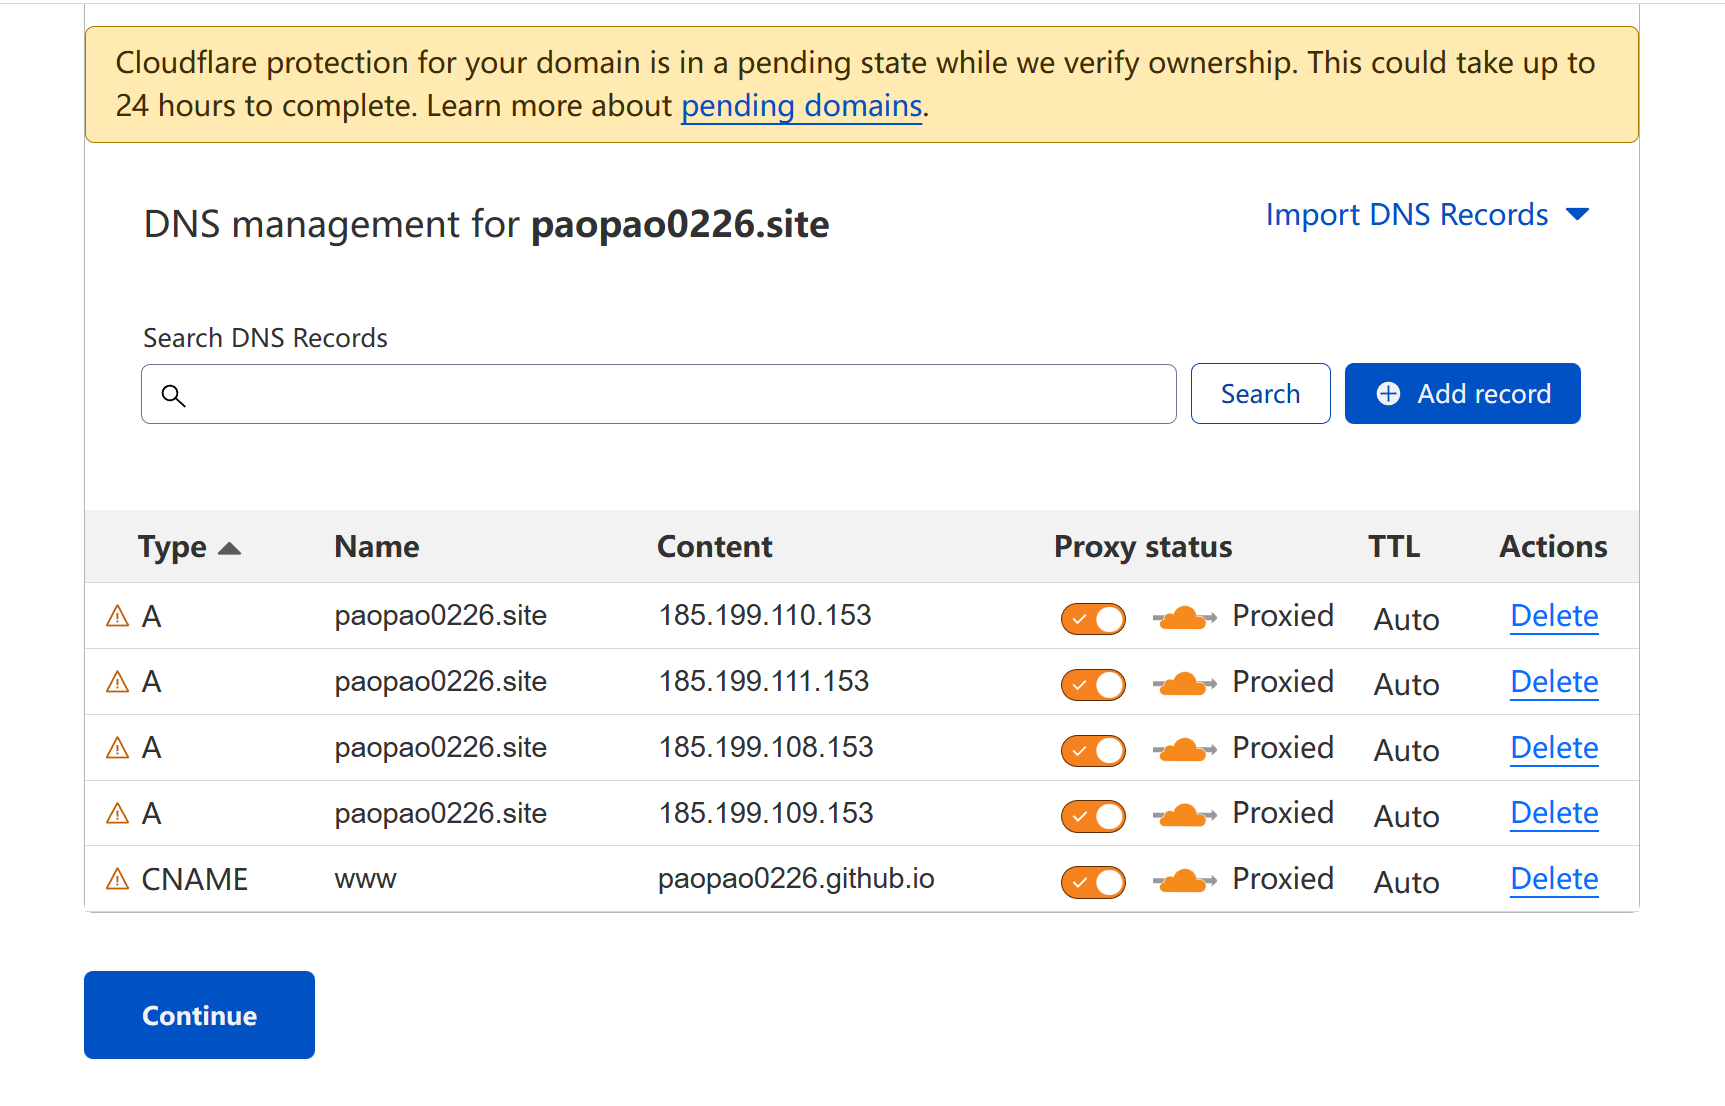 Cloudflare protection for your domain is in a pending state while we verify ownership. This could take up to
24 hours to complete. Learn more about pending domains.
DNS management for paopao0226.site
Import DNS Records
Search DNS Records
Search
Add record
Type Name Content Proxy status TTL Actions
A paopao0226.site 185.199.110.153 Proxied Auto Delete
A paopao0226.site 185.199.111.153 Proxied Auto Delete
A paopao0226.site 185.199.108.153 Proxied Auto Delete
A paopao0226.site 185.199.109.153 Proxied Auto Delete
CNAME www paopao0226.github.io Proxied Auto Delete
Continue